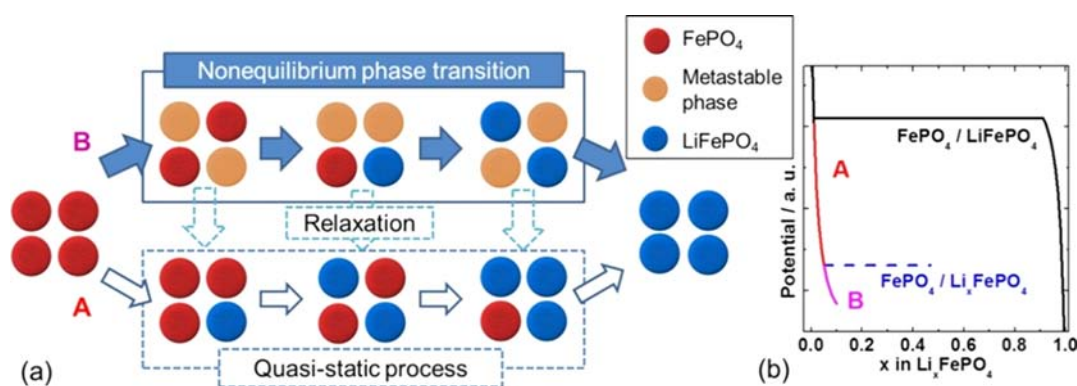 Nonequilibrium phase transition
B
Relaxation
A
Quasi-static process
(a)
FePO₄
Metastable
phase
LiFePO₄
Potential / a. u.
FePO₄ / LiFePO₄
A
FePO₄ / LiₓFePO₄
B
0.0 0.2 0.4 0.6 0.8 1.0
x in LiₓFePO₄
(b)